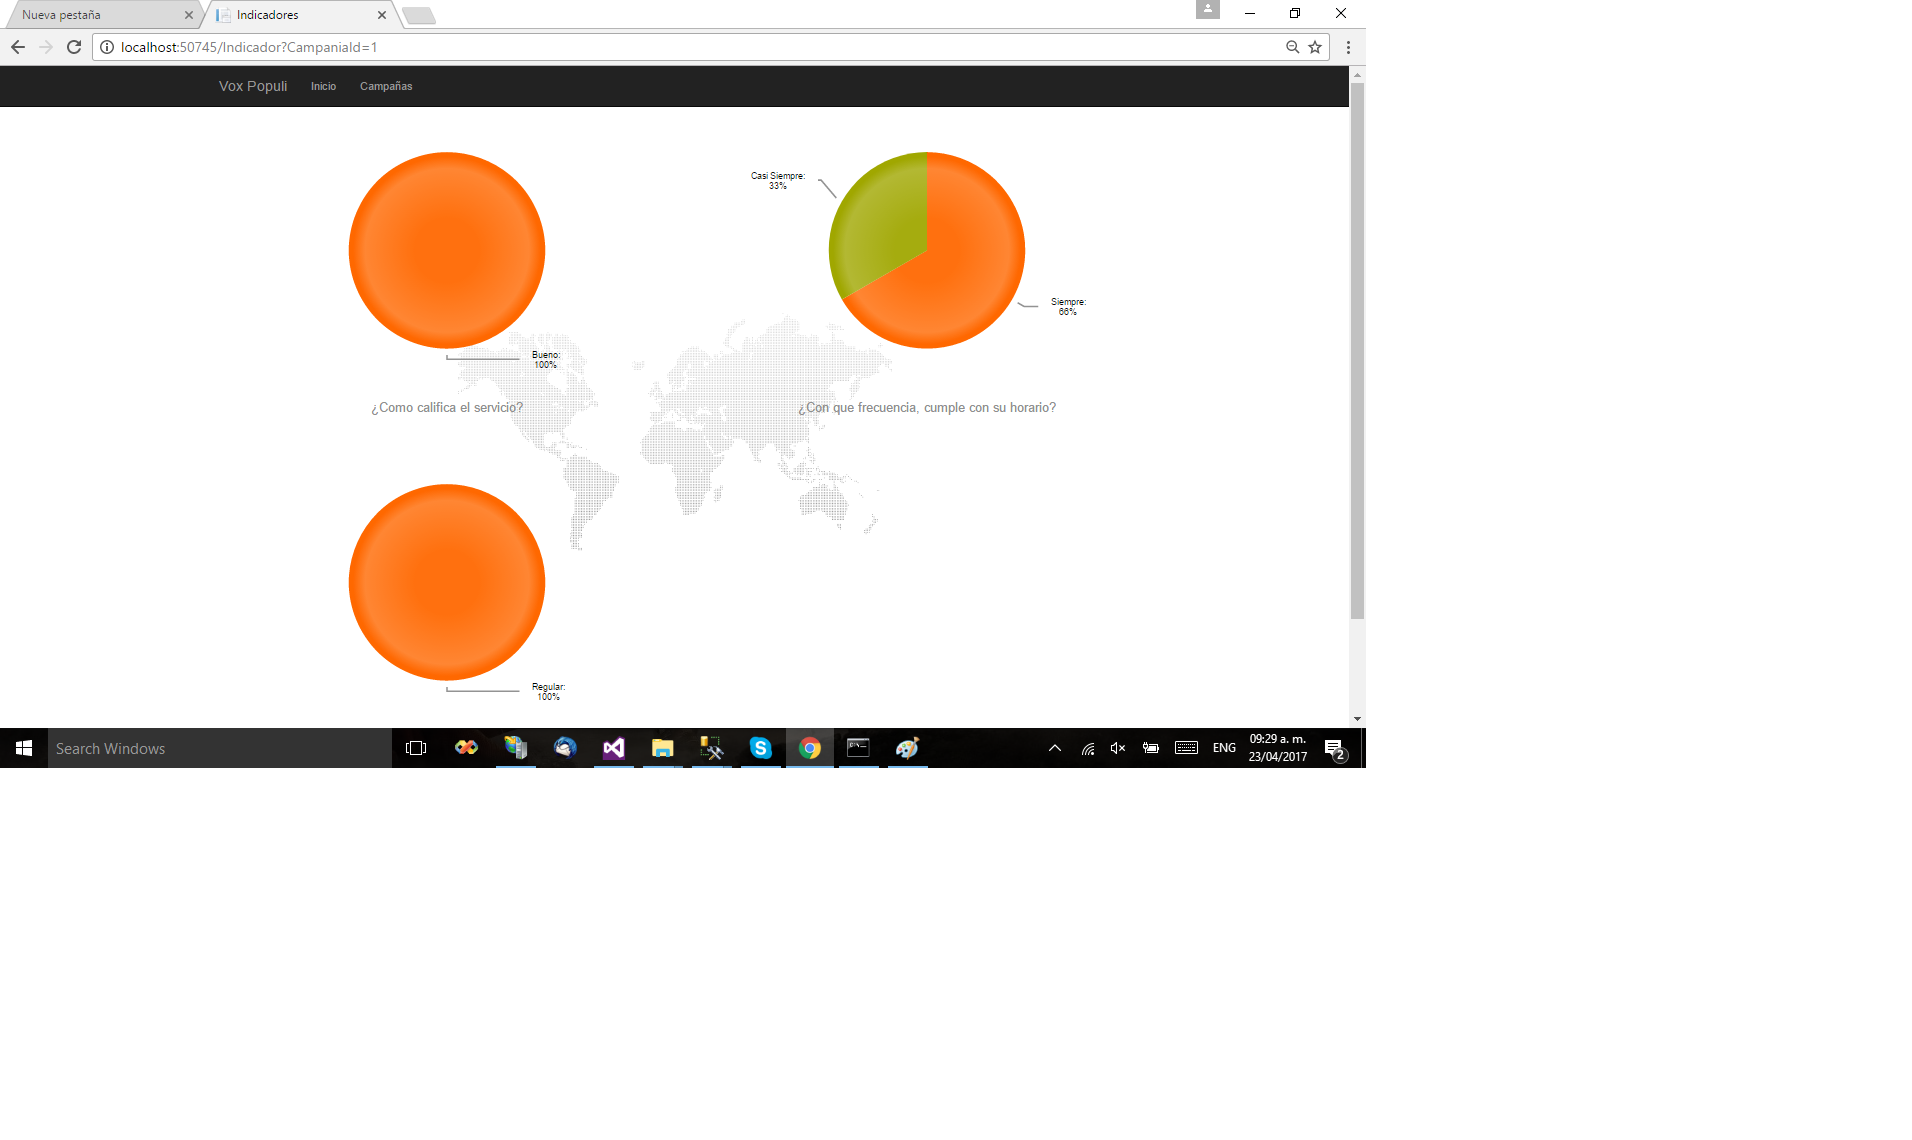 Nueva pestaña
Indicadores
localhost:50745/Indicador?CampaniaId=1
Vox Populi
Inicio
Campañas
Casi Siempre:
33%
Siempre:
66%
Bueno:
100%
¿Como califica el servicio?
¿Con que frecuencia, cumple con su horario?
Regular:
100%
Search Windows
ENG
09:29 a. m.
23/04/2017
2